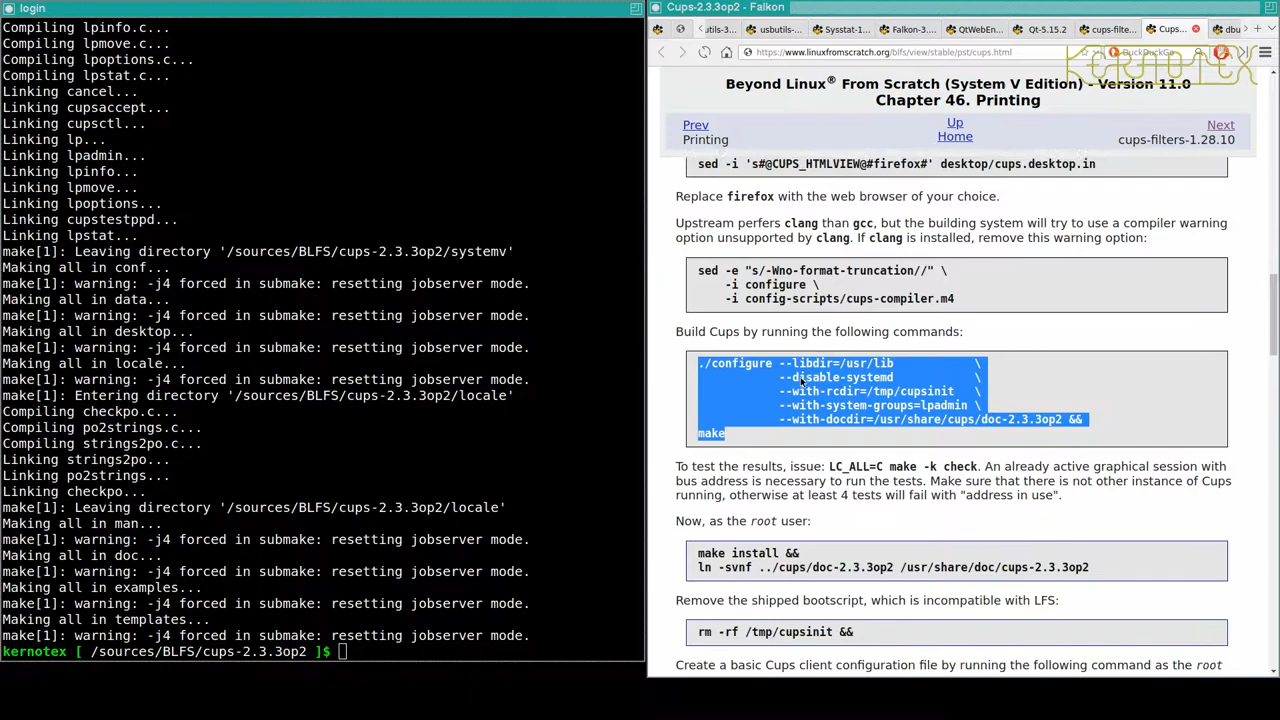 login
Compiling lpinfo.c...
Compiling lpmove.c...
Compiling lpoptions.c...
Compiling lpstat.c...
Linking cancel...
Linking cupsaccept...
Linking cupsctl...
Linking lp...
Linking lpadmin...
Linking lpinfo...
Linking lpmove...
Linking lpoptions...
Linking cupstestppd...
Linking lpstat...
make[1]: Leaving directory '/sources/BLFS/cups-2.3.3op2/systemv'
Making all in conf...
make[1]: warning: -j4 forced in submake: resetting jobserver mode.
Making all in data...
make[1]: warning: -j4 forced in submake: resetting jobserver mode.
Making all in desktop...
make[1]: warning: -j4 forced in submake: resetting jobserver mode.
Making all in locale...
make[1]: warning: -j4 forced in submake: resetting jobserver mode.
make[1]: Entering directory '/sources/BLFS/cups-2.3.3op2/locale'
Compiling checkpo.c...
Compiling po2strings.c...
Compiling strings2po.c...
Linking strings2po...
Linking po2strings...
Linking checkpo...
make[1]: Leaving directory '/sources/BLFS/cups-2.3.3op2/locale'
Making all in man...
make[1]: warning: -j4 forced in submake: resetting jobserver mode.
Making all in doc...
make[1]: warning: -j4 forced in submake: resetting jobserver mode.
Making all in examples...
make[1]: warning: -j4 forced in submake: resetting jobserver mode.
Making all in templates...
make[1]: warning: -j4 forced in submake: resetting jobserver mode.
kernotex [ /sources/BLFS/cups-2.3.3op2 ]$
Cups-2.3.3op2 - Falkon
utils-3... usbutils-... Sysstat-1... Falkon-3... QtWebEn... Qt-5.15.2 cups-filte... Cups... dbu
https://www.linuxfromscratch.org/blfs/view/stable/pst/cups.html DuckDuckGo
KERNOTEX
Beyond Linux® From Scratch (System V Edition) - Version 11.0
Chapter 46. Printing
Prev Up Next
Printing Home cups-filters-1.28.10
sed -i 's#@CUPS_HTMLVIEW@#firefox#' desktop/cups.desktop.in
Replace firefox with the web browser of your choice.
Upstream perfers clang than gcc, but the building system will try to use a compiler warning
option unsupported by clang. If clang is installed, remove this warning option:
sed -e "s/-Wno-format-truncation//" \
-i configure \
-i config-scripts/cups-compiler.m4
Build Cups by running the following commands:
./configure --libdir=/usr/lib \
--disable-systemd \
--with-rcdir=/tmp/cupsinit \
--with-system-groups=lpadmin \
--with-docdir=/usr/share/cups/doc-2.3.3op2 &&
make
To test the results, issue: LC_ALL=C make -k check. An already active graphical session with
bus address is necessary to run the tests. Make sure that there is not other instance of Cups
running, otherwise at least 4 tests will fail with "address in use".
Now, as the root user:
make install &&
ln -svnf ../cups/doc-2.3.3op2 /usr/share/doc/cups-2.3.3op2
Remove the shipped bootscript, which is incompatible with LFS:
rm -rf /tmp/cupsinit &&
Create a basic Cups client configuration file by running the following command as the root